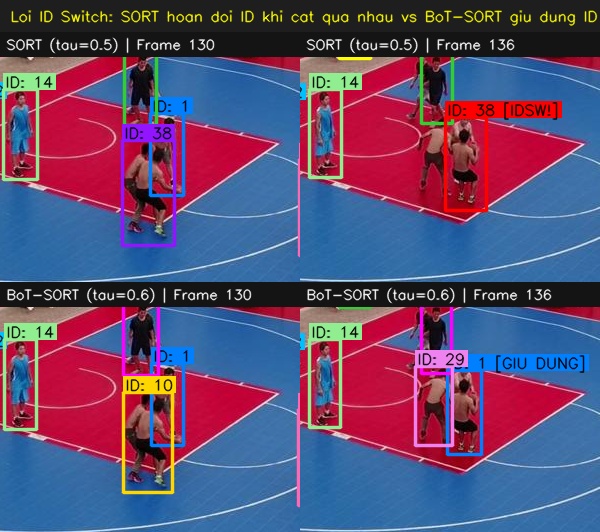 Loi ID Switch: SORT hoan doi ID khi cat qua nhau vs BoT-SORT giu dung ID
SORT (tau=0.5) | Frame 130
SORT (tau=0.5) | Frame 136
ID: 14
ID: 1
ID: 38
ID: 14
ID: 38 [IDSW!]
BoT-SORT (tau=0.6) | Frame 130
BoT-SORT (tau=0.6) | Frame 136
ID: 14
ID: 1
ID: 10
ID: 14
ID: 29
1 [GIU DUNG]